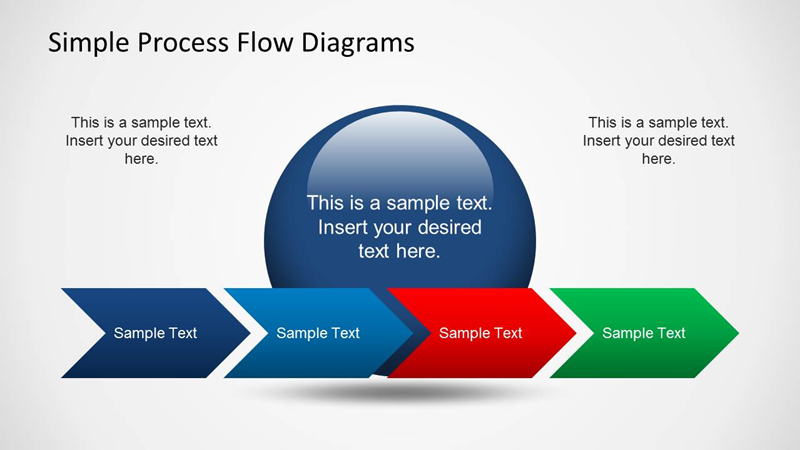 Simple Process Flow Diagrams
This is a sample text.
Insert your desired text
here.
This is a sample text.
Insert your desired
text here.
This is a sample text.
Insert your desired text
here.
Sample Text
Sample Text
Sample Text
Sample Text